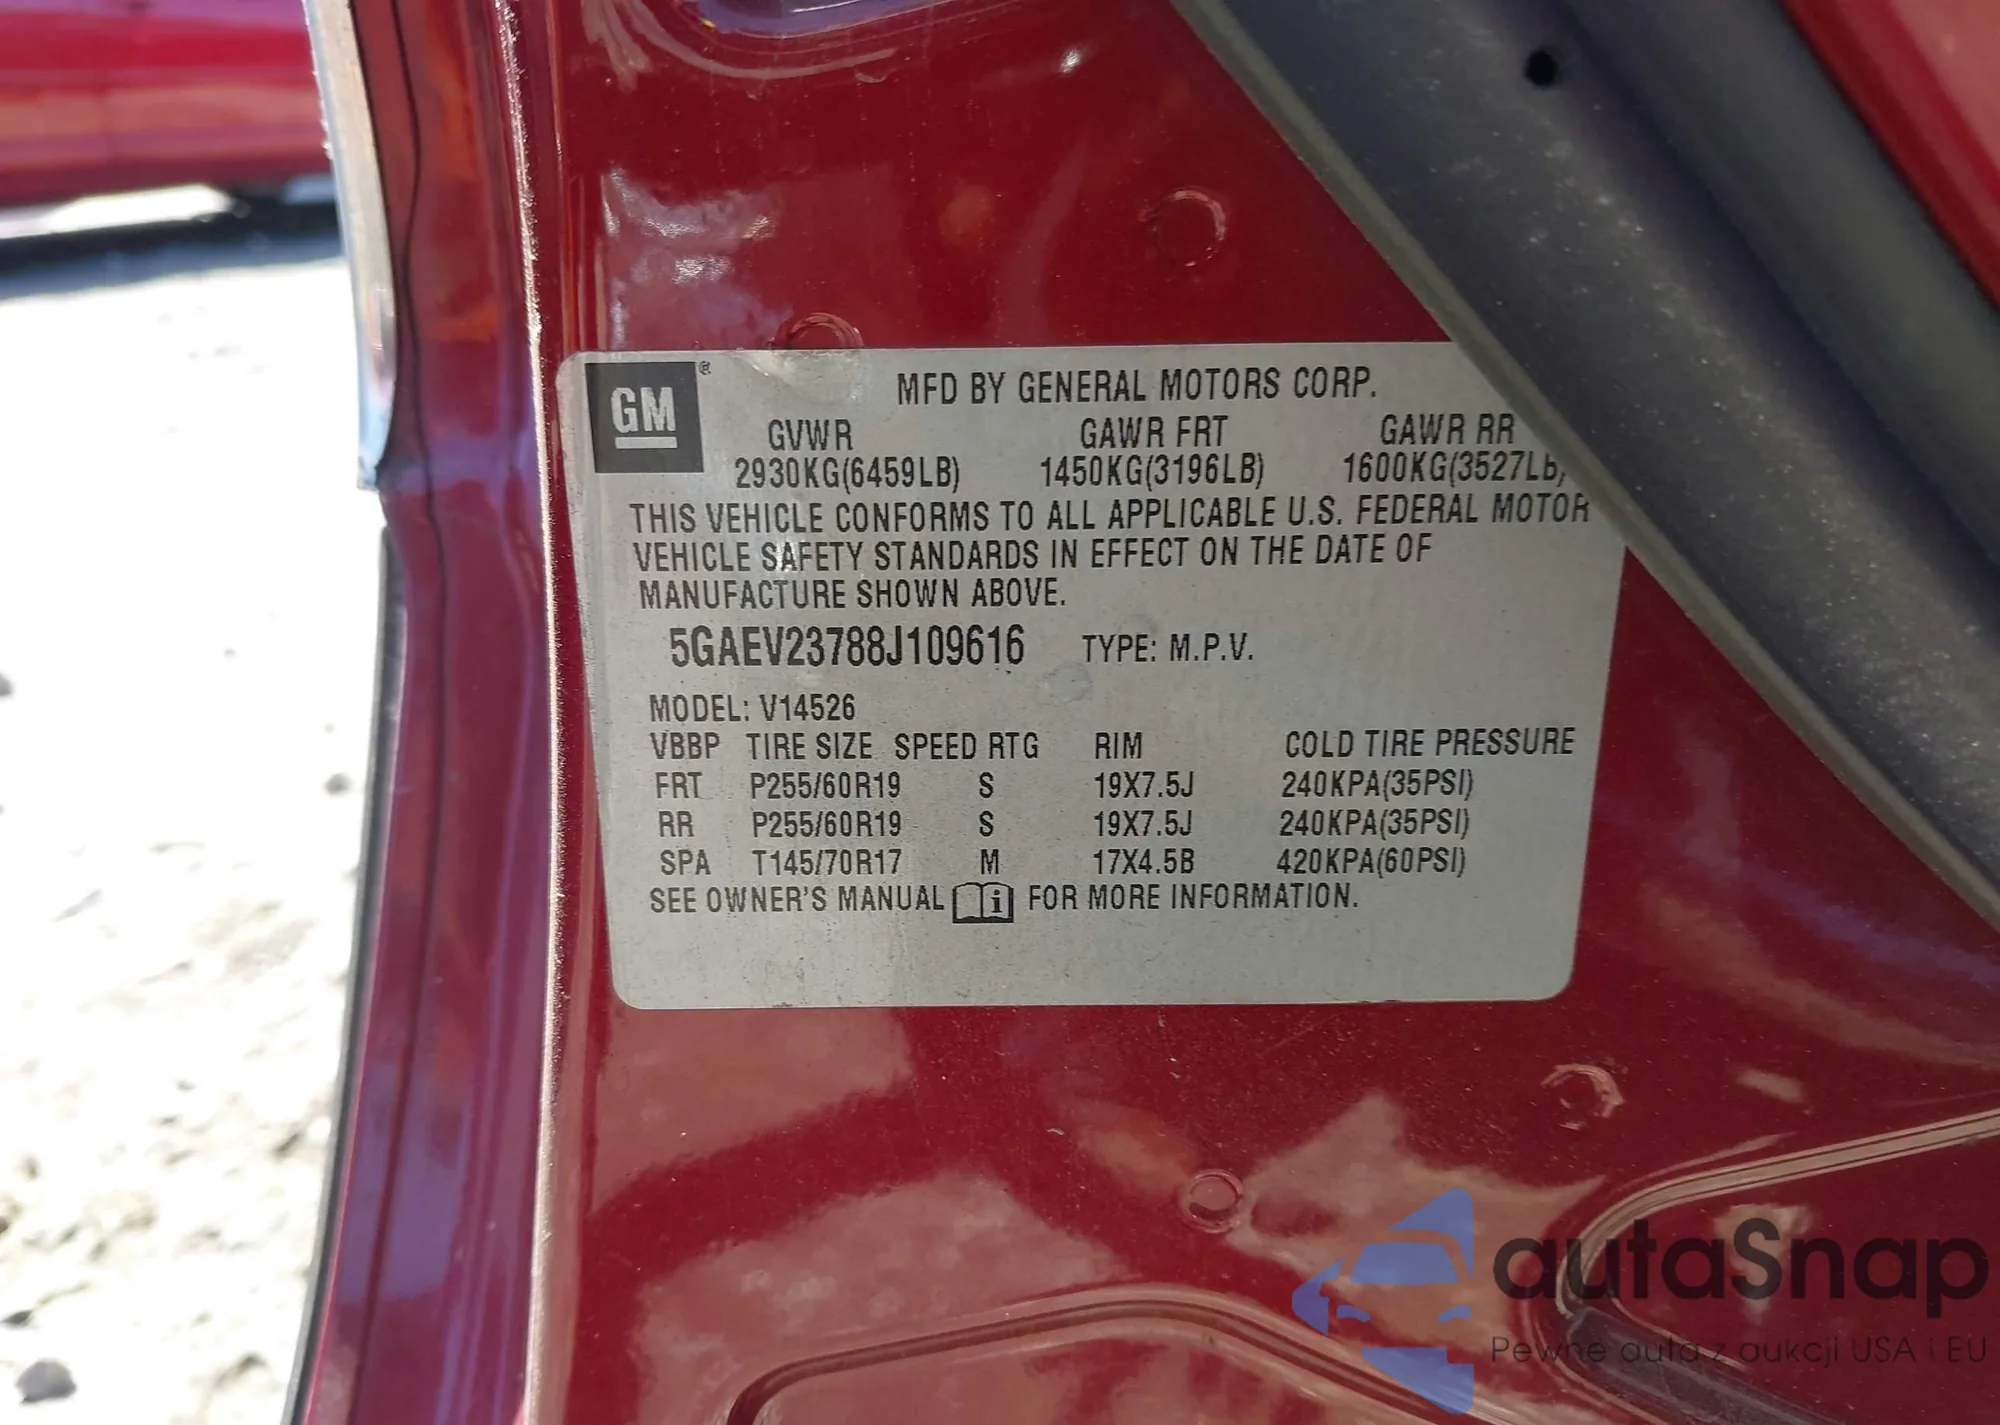 GM ®
MFD BY GENERAL MOTORS CORP.
GVWR GAWR FRT GAWR RR
2930KG(6459LB) 1450KG(3196LB) 1600KG(3527LB)
THIS VEHICLE CONFORMS TO ALL APPLICABLE U.S. FEDERAL MOTOR
VEHICLE SAFETY STANDARDS IN EFFECT ON THE DATE OF
MANUFACTURE SHOWN ABOVE.
5GAEV23788J109616 TYPE: M.P.V.
MODEL: V14526
VBBP TIRE SIZE SPEED RTG RIM COLD TIRE PRESSURE
FRT P255/60R19 S 19X7.5J 240KPA(35PSI)
RR P255/60R19 S 19X7.5J 240KPA(35PSI)
SPA T145/70R17 M 17X4.5B 420KPA(60PSI)
SEE OWNER'S MANUAL i FOR MORE INFORMATION.
autaSnap
Pewne auta z aukcji USA i EU